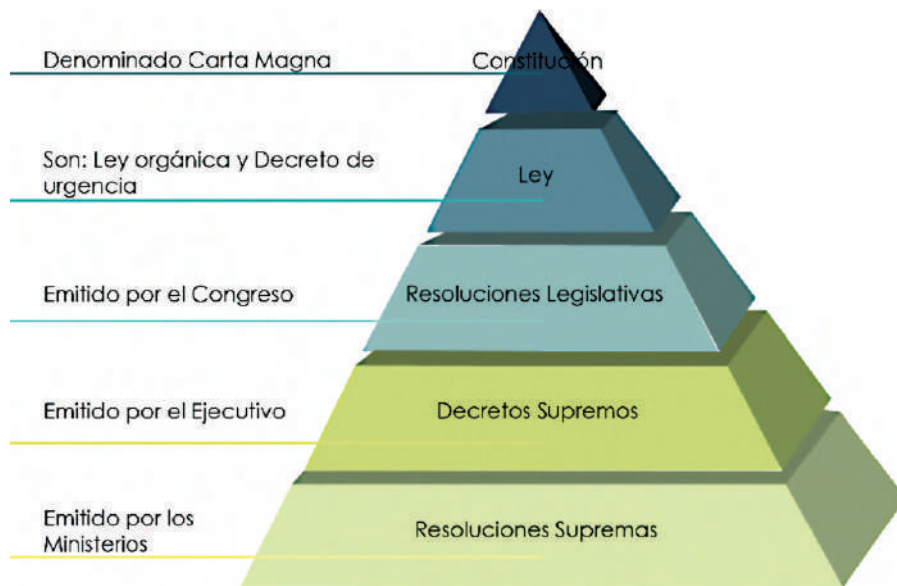 Denominado Carta Magna
Constitución
Son: Ley orgánica y Decreto de
urgencia
Ley
Emitido por el Congreso
Resoluciones Legislativas
Emitido por el Ejecutivo
Decretos Supremos
Emitido por los
Ministerios
Resoluciones Supremas